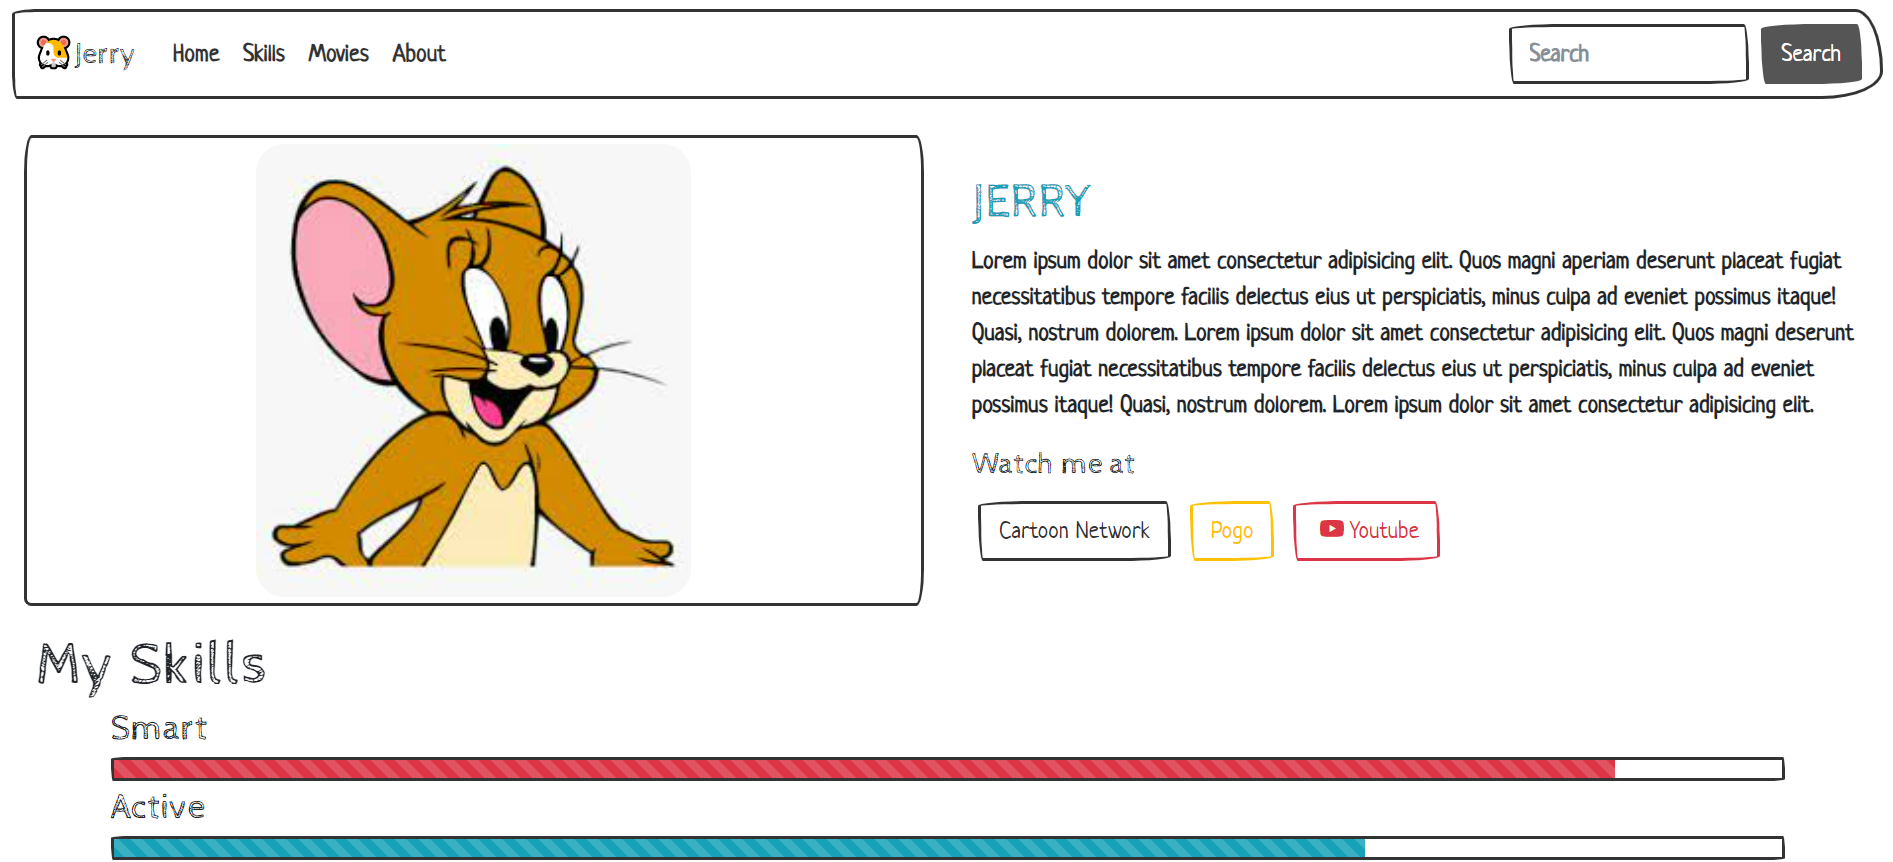 Jerry Home Skills Movies About Search Search
JERRY
Lorem ipsum dolor sit amet consectetur adipisicing elit. Quos magni aperiam deserunt placeat fugiat
necessitatibus tempore facilis delectus eius ut perspiciatis, minus culpa ad eveniet possimus itaque!
Quasi, nostrum dolorem. Lorem ipsum dolor sit amet consectetur adipisicing elit. Quos magni deserunt
placeat fugiat necessitatibus tempore facilis delectus eius ut perspiciatis, minus culpa ad eveniet
possimus itaque! Quasi, nostrum dolorem. Lorem ipsum dolor sit amet consectetur adipisicing elit.
Watch me at
Cartoon Network Pogo Youtube
My Skills
Smart
Active